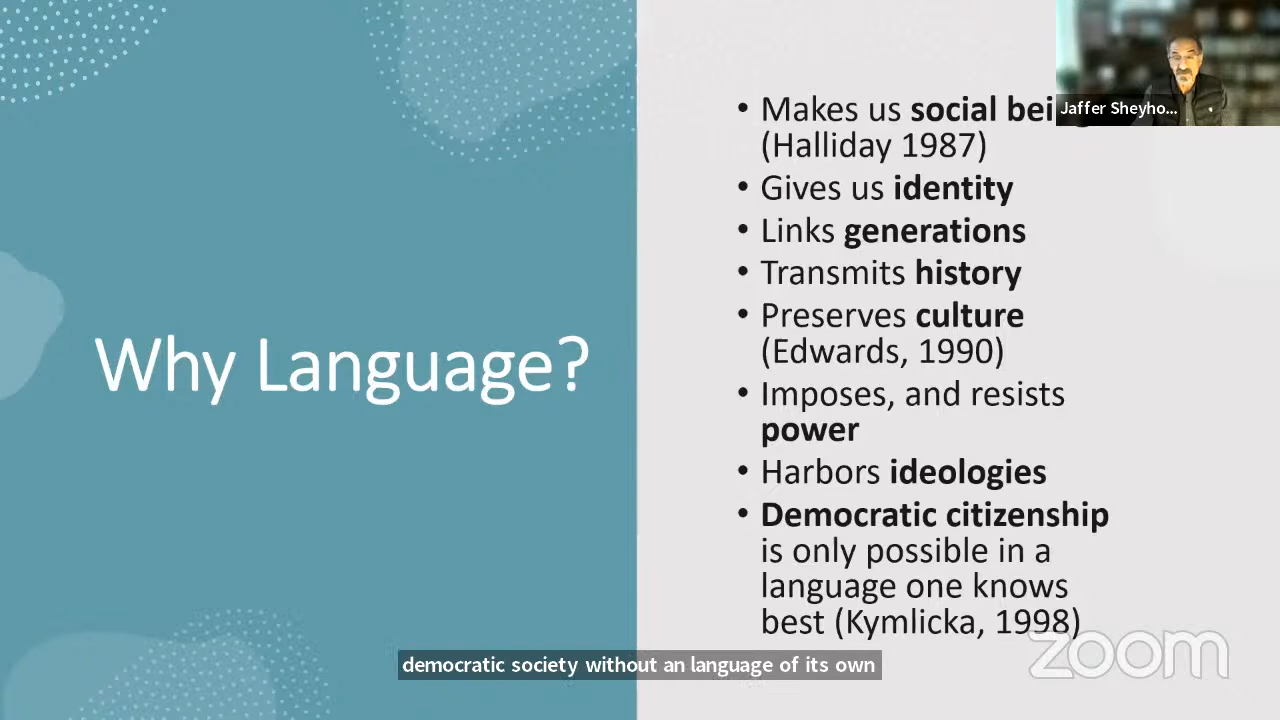 Why Language?
• Makes us social being
(Halliday 1987)
• Gives us identity
• Links generations
• Transmits history
• Preserves culture
(Edwards, 1990)
• Imposes, and resists
power
• Harbors ideologies
• Democratic citizenship
is only possible in a
language one knows
best (Kymlicka, 1998)
Jaffer Sheyho...
democratic society without an language of its own
zoom